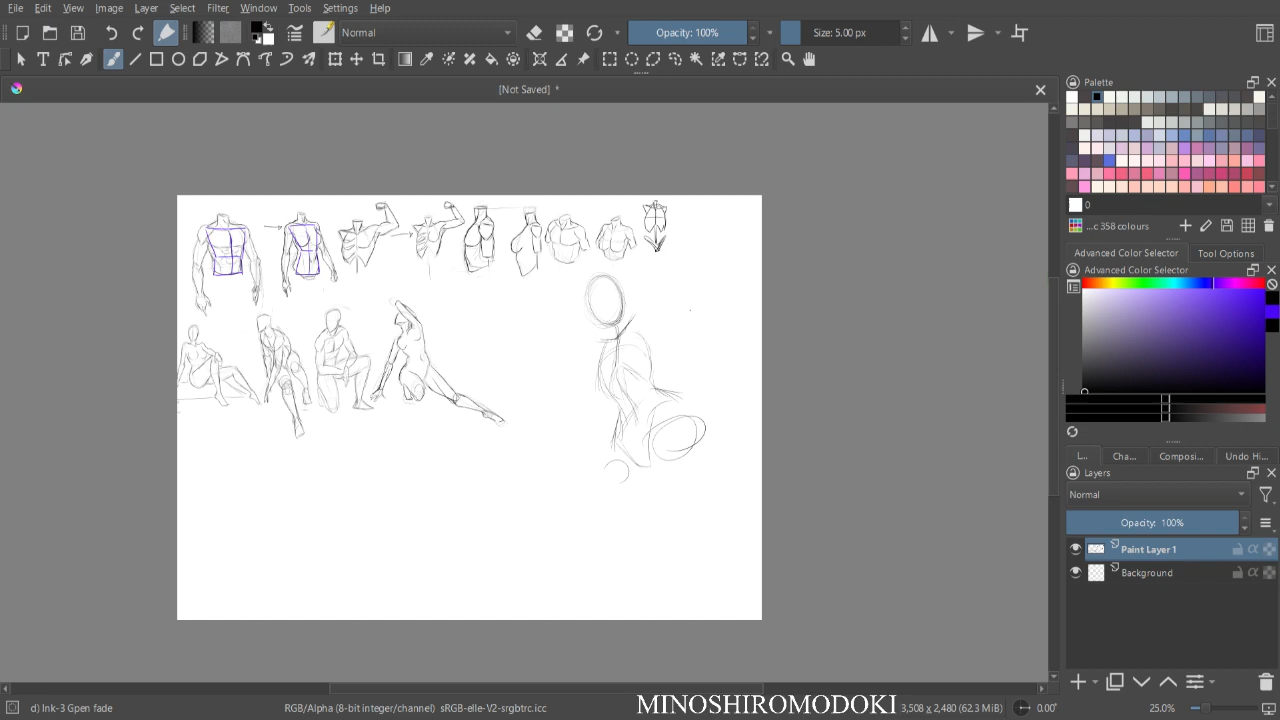 File Edit View Image Layer Select Filter Tools Settings Window Help
Normal Opacity: 100% Size: 5.00 px
[Not Saved] *
Palette
0
...c 358 colours
Advanced Color Selector Tool Options
Advanced Color Selector
L... Cha... Composi... Undo Hi...
Layers
Normal
Opacity: 100%
Paint Layer 1
Background
d) Ink-3 Gpen fade RGB/Alpha (8-bit integer/channel) sRGB-elle-V2-srgbtrc.icc MINOSHIROMODOKI 3,508 x 2,480 (62.3 MiB) 0.00° 25.0%